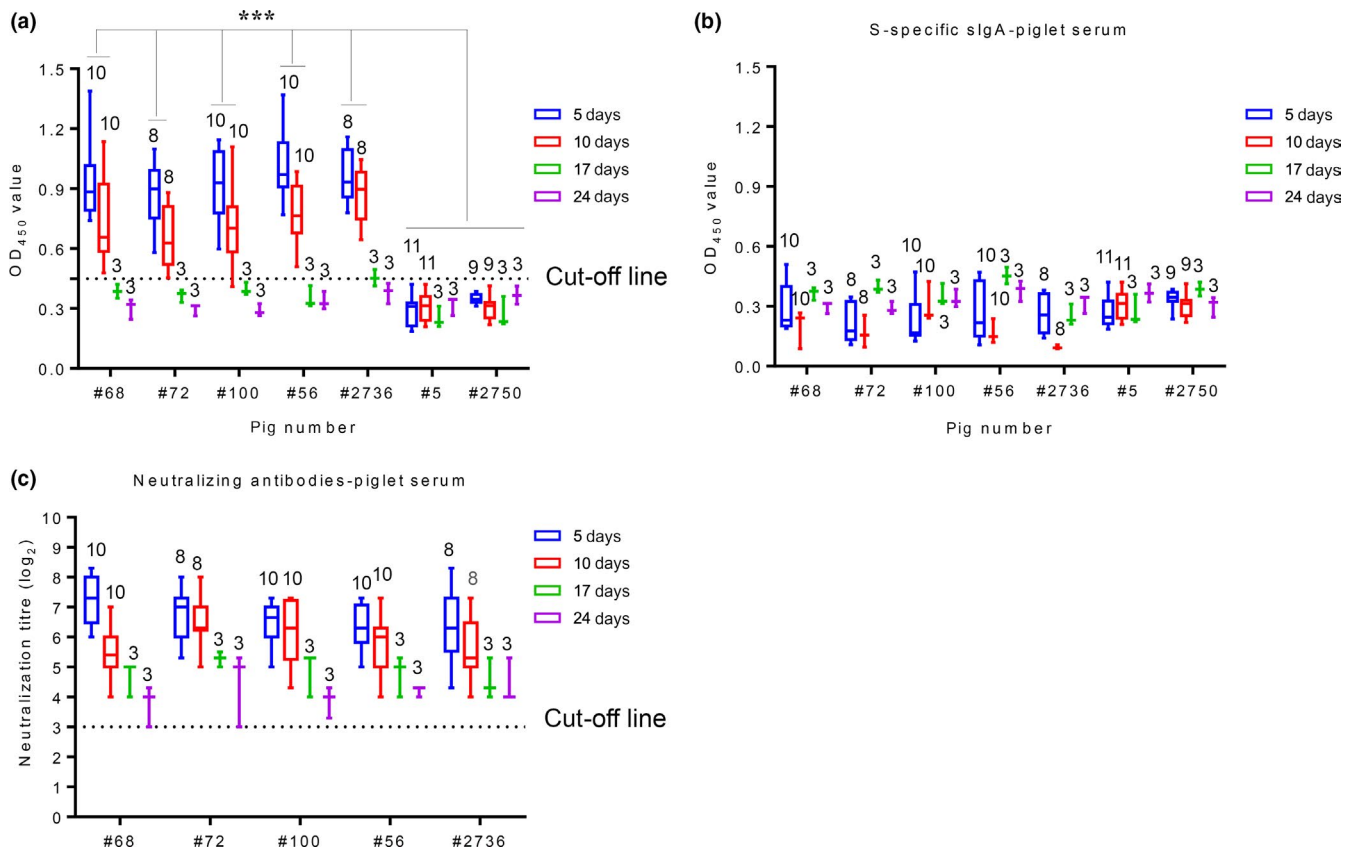 (a)
***
1.5
1.2
0.9
0.6
0.3
0.0
OD450 value
10 10 8 8 10 10 10 10 8 8 11 11 9 9
3 3 3 3 3 3 3 3 3 3 3 3 3 3
5 days
10 days
17 days
24 days
Cut-off line
#68 #72 #100 #56 #2736 #5 #2750
Pig number
(b)
S-specific sIgA-piglet serum
1.5
1.2
0.9
0.6
0.3
0.0
OD450 value
10 10 3 3 8 8 3 3 10 10 3 3 10 10 3 3 8 8 3 3 11 11 3 3 9 9 3 3
5 days
10 days
17 days
24 days
#68 #72 #100 #56 #2736 #5 #2750
Pig number
(c)
Neutralizing antibodies-piglet serum
10
9
8
7
6
5
4
3
2
1
0
Neutralization titre (log2)
10 10 3 3 8 8 3 3 10 10 3 3 10 10 3 3 8 8 3 3
5 days
10 days
17 days
24 days
Cut-off line
#68 #72 #100 #56 #2736